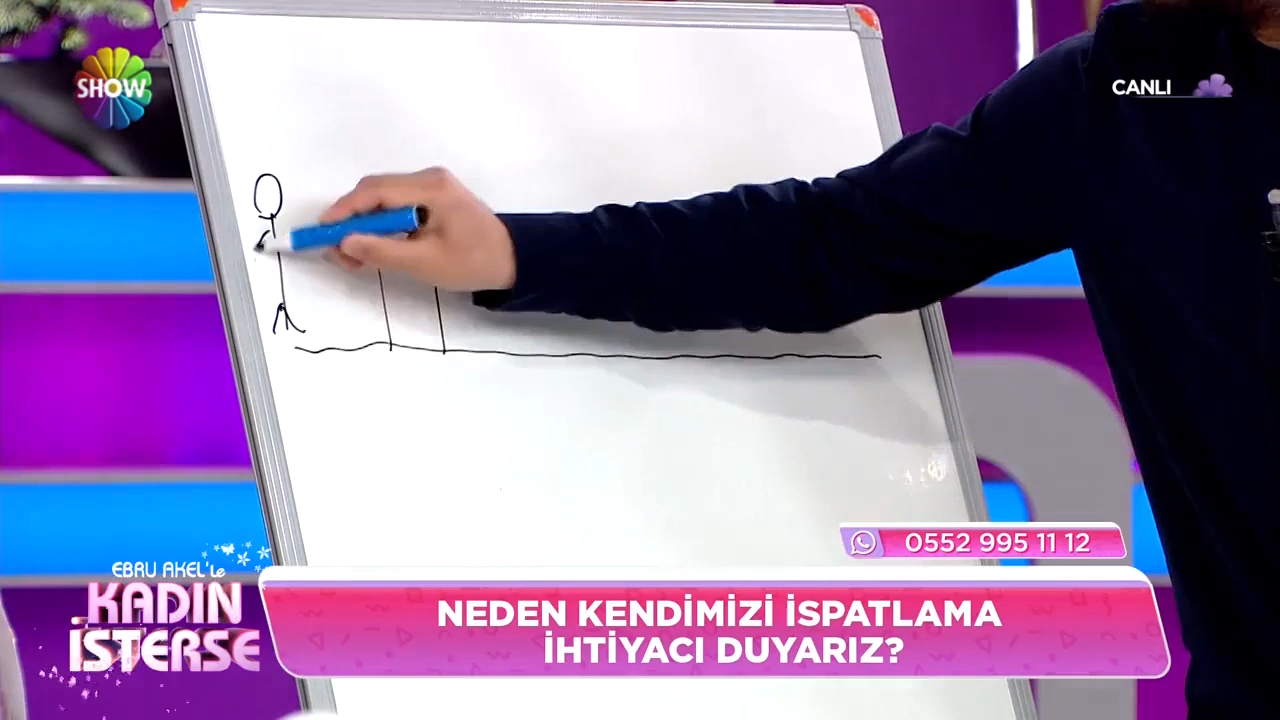 SHOW
CANLI
0552 995 11 12
EBRU AKEL'le
KADIN
İSTERSE
NEDEN KENDİMİZİ İSPATLAMA
İHTİYACI DUYARIZ?